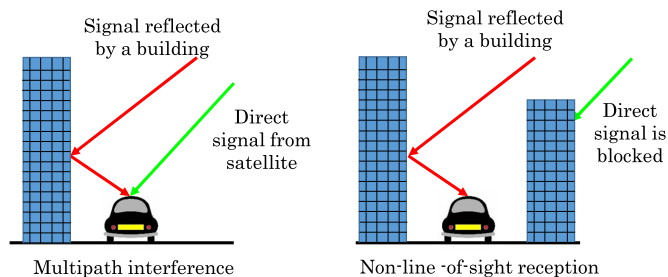 Signal reflected
by a building
Direct
signal from
satellite
Multipath interference
Signal reflected
by a building
Direct
signal is
blocked
Non-line -of-sight reception